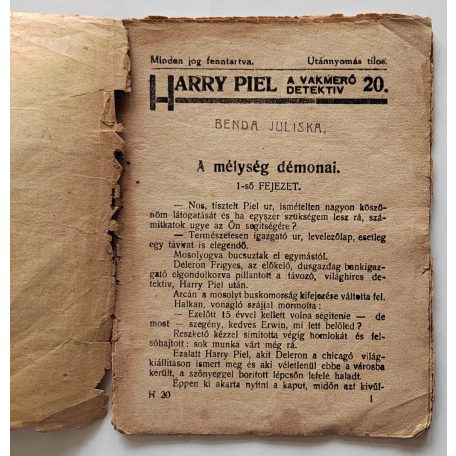 Minden jog fenntartva. Utánnyomás tilos.
HARRY PIEL A VAKMERŐ DETEKTIV 20.
BENDA JULISKA,
A mélység démonai.
1-ső FEJEZET.
— Nos, tisztelt Piel ur, ismételten nagyon köszö-
nöm látogatását és ha egyszer szükségem lesz rá, szá-
mitkatok ugye az Ön segitségére?
— Természetesen igazgató ur, levelezőlap, esetleg
egy távirat is elegendő.
Mosolyogva bucsuztak el egymástól.
Deleron Frigyes, az előkelő, dusgazdag bankigaz-
gató elgondolkozva pillantott a távozó, világhires de-
tektiv, Harry Piel után.
Arcán a mosolyt buskomorság kifejezése váltotta fel.
Halkan, vonagló szájjal mormolta:
— Ezelőtt 15 évvel kellett volna segitenie — de
most — szegény, kedves Erwin, mi lett belőled?
Reszkető kézzel simitotta végig homlokát és fel-
sóhajtott: sok munka várt még rá.
Ezalatt Harry Piel, akit Deleron a chicagó világ-
kiállitáson ismert meg és aki véletlenül ebbe a városba
került, a szőnyeggel boritott lépcsőn lefelé haladt.
Éppen ki akarta nyitni a kaput, midőn azt kivül-
H 20 1